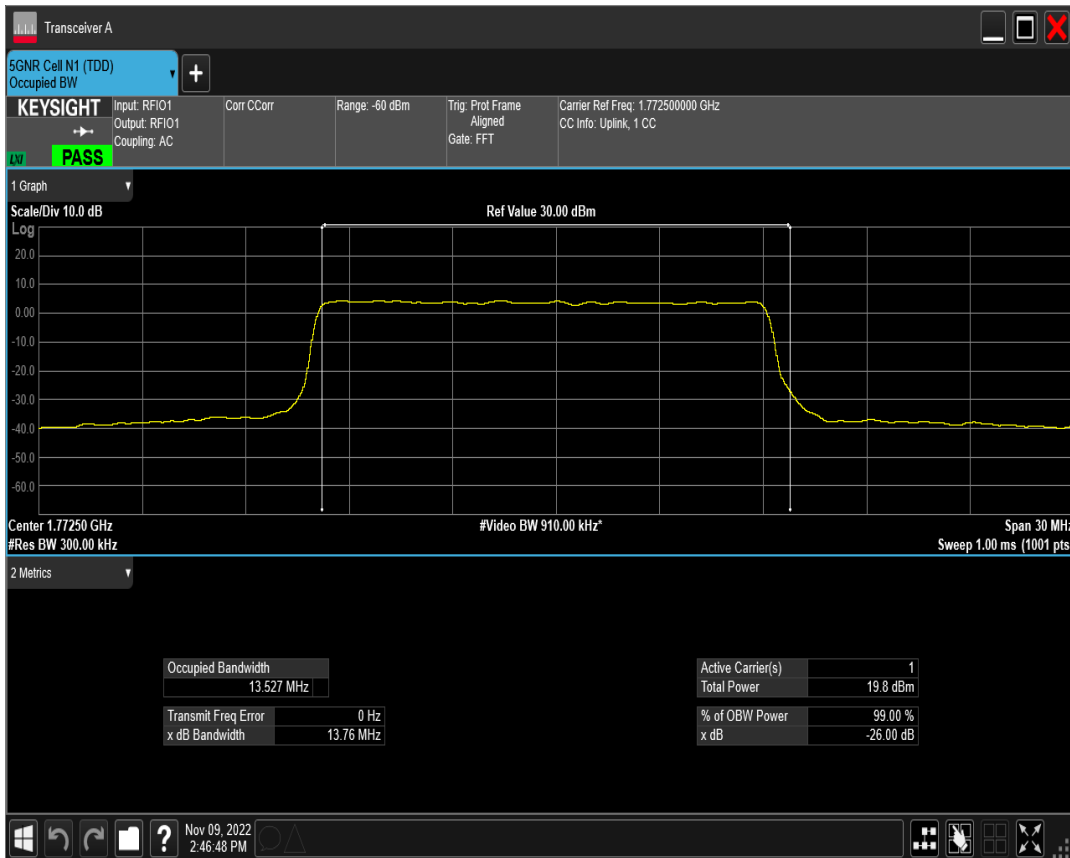 Transceiver A
5GNR Cell N1 (TDD)
Occupied BW
+
KEYSIGHT
LXI
PASS
Input: RFIO1
Output: RFIO1
Coupling: AC
Corr CCorr
Range: -60 dBm
Trig: Prot Frame
Aligned
Gate: FFT
Carrier Ref Freq: 1.772500000 GHz
CC Info: Uplink, 1 CC
1 Graph
Scale/Div 10.0 dB
Ref Value 30.00 dBm
Log
20.0
10.0
0.00
-10.0
-20.0
-30.0
-40.0
-50.0
-60.0
Center 1.77250 GHz
#Video BW 910.00 kHz*
Span 30 MHz
#Res BW 300.00 kHz
Sweep 1.00 ms (1001 pts
2 Metrics
Occupied Bandwidth
13.527 MHz
Transmit Freq Error 0 Hz
x dB Bandwidth 13.76 MHz
Active Carrier(s) 1
Total Power 19.8 dBm
% of OBW Power 99.00 %
x dB -26.00 dB
?
Nov 09, 2022
2:46:48 PM